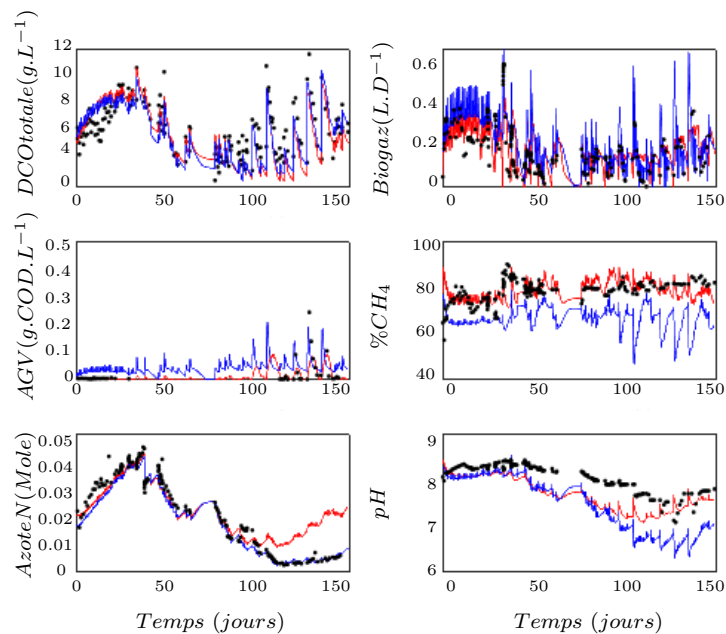 DCOtotale(g.L⁻¹)
12
10
8
6
4
2
0
0 50 100 150
Biogaz(L.D⁻¹)
0.6
0.4
0.2
0
0 50 100 150
AGV(g.COD.L⁻¹)
0.5
0.4
0.3
0.2
0.1
0
0 50 100 150
%CH₄
100
80
60
40
0 50 100 150
AzoteN(Mole)
0.05
0.04
0.03
0.02
0.01
0
0 50 100 150
Temps (jours)
pH
9
8
7
6
0 50 100 150
Temps (jours)